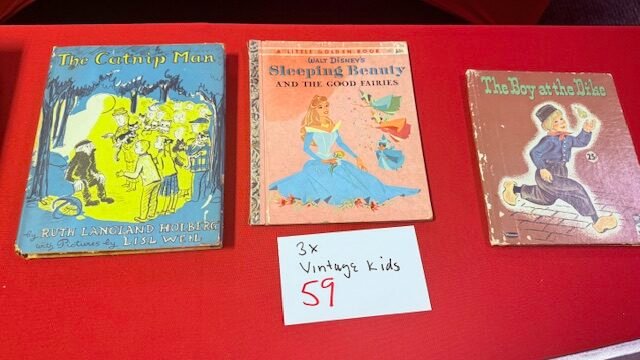 The Catnip Man
by RUTH LANGLAND HOLBERG
with Pictures by LISL WEIL
A LITTLE GOLDEN BOOK
WALT DISNEY'S
Sleeping Beauty
AND THE GOOD FAIRIES
The Boy at the Dike
3x
Vintage Kids
59